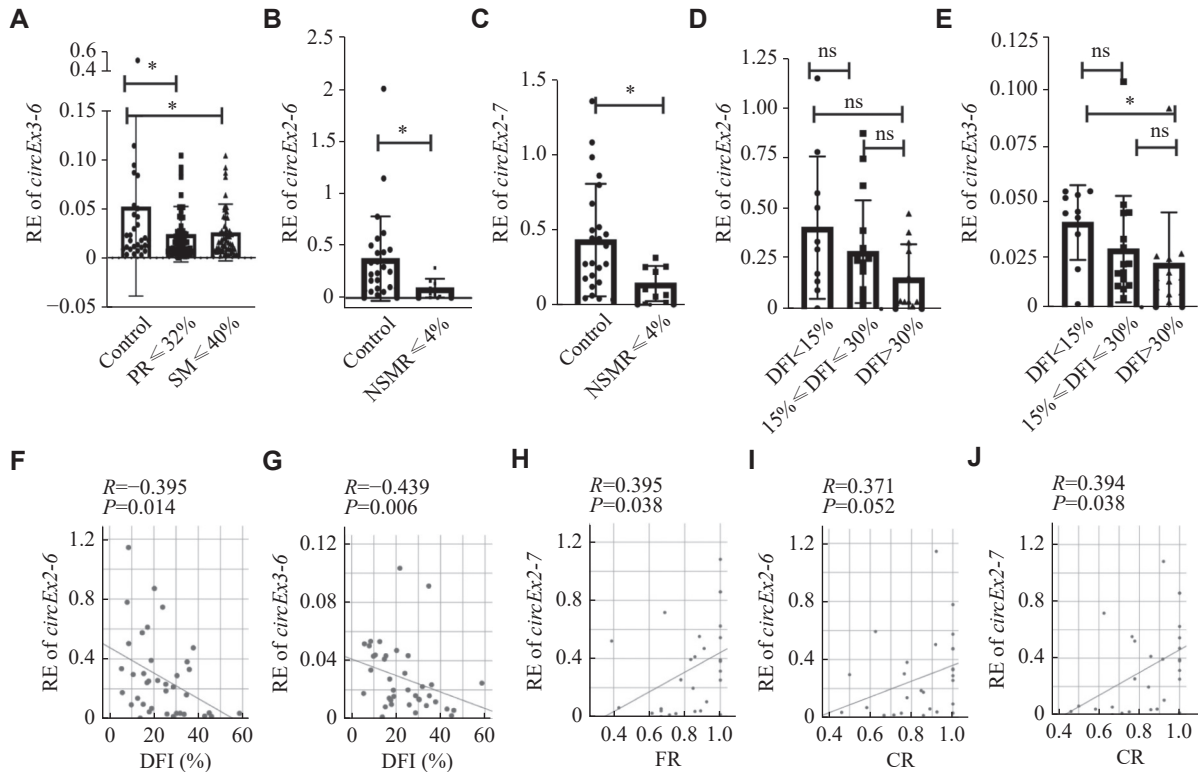 A
RE of circEx3-6
0.6
0.4
0.15
0.10
0.05
0
−0.05
*
*
Control
PR ⩽ 32%
SM ⩽ 40%
B
RE of circEx2-6
2.5
2.0
1.5
1.0
0.5
0
*
Control
NSMR ⩽ 4%
C
RE of circEx2-7
1.5
1.0
0.5
0
*
Control
NSMR ⩽ 4%
D
RE of circEx2-6
1.25
1.00
0.75
0.50
0.25
0
ns
ns
ns
DFI<15%
15%⩽ DFI ⩽ 30%
DFI>30%
E
RE of circEx3-6
0.100
0.075
0.050
0.025
0
ns
*
ns
DFI<15%
15%⩽ DFI ⩽ 30%
DFI>30%
F
R=−0.395
P=0.014
RE of circEx2-6
1.2
0.8
0.4
0
0 20 40 60
DFI (%)
G
R=−0.439
P=0.006
RE of circEx3-6
0.12
0.08
0.04
0
0 20 40 60
DFI (%)
H
R=0.395
P=0.038
RE of circEx2-7
1.2
0.8
0.4
0
0.4 0.6 0.8 1.0
FR
I
R=0.371
P=0.052
RE of circEx2-6
1.2
0.8
0.4
0
0.4 0.6 0.8 1.0
CR
J
R=0.394
P=0.038
RE of circEx2-7
1.2
0.8
0.4
0
0.4 0.6 0.8 1.0
CR